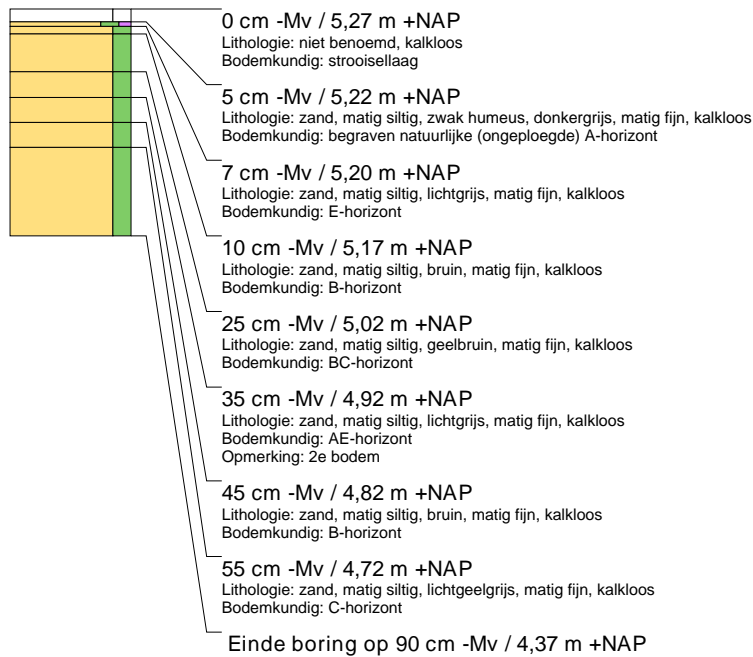 0 cm -Mv / 5,27 m +NAP
Lithologie: niet benoemd, kalkloos
Bodemkundig: strooisellaag
5 cm -Mv / 5,22 m +NAP
Lithologie: zand, matig siltig, zwak humeus, donkergrijs, matig fijn, kalkloos
Bodemkundig: begraven natuurlijke (ongeploegde) A-horizont
7 cm -Mv / 5,20 m +NAP
Lithologie: zand, matig siltig, lichtgrijs, matig fijn, kalkloos
Bodemkundig: E-horizont
10 cm -Mv / 5,17 m +NAP
Lithologie: zand, matig siltig, bruin, matig fijn, kalkloos
Bodemkundig: B-horizont
25 cm -Mv / 5,02 m +NAP
Lithologie: zand, matig siltig, geelbruin, matig fijn, kalkloos
Bodemkundig: BC-horizont
35 cm -Mv / 4,92 m +NAP
Lithologie: zand, matig siltig, lichtgrijs, matig fijn, kalkloos
Bodemkundig: AE-horizont
Opmerking: 2e bodem
45 cm -Mv / 4,82 m +NAP
Lithologie: zand, matig siltig, bruin, matig fijn, kalkloos
Bodemkundig: B-horizont
55 cm -Mv / 4,72 m +NAP
Lithologie: zand, matig siltig, lichtgeelgrijs, matig fijn, kalkloos
Bodemkundig: C-horizont
Einde boring op 90 cm -Mv / 4,37 m +NAP